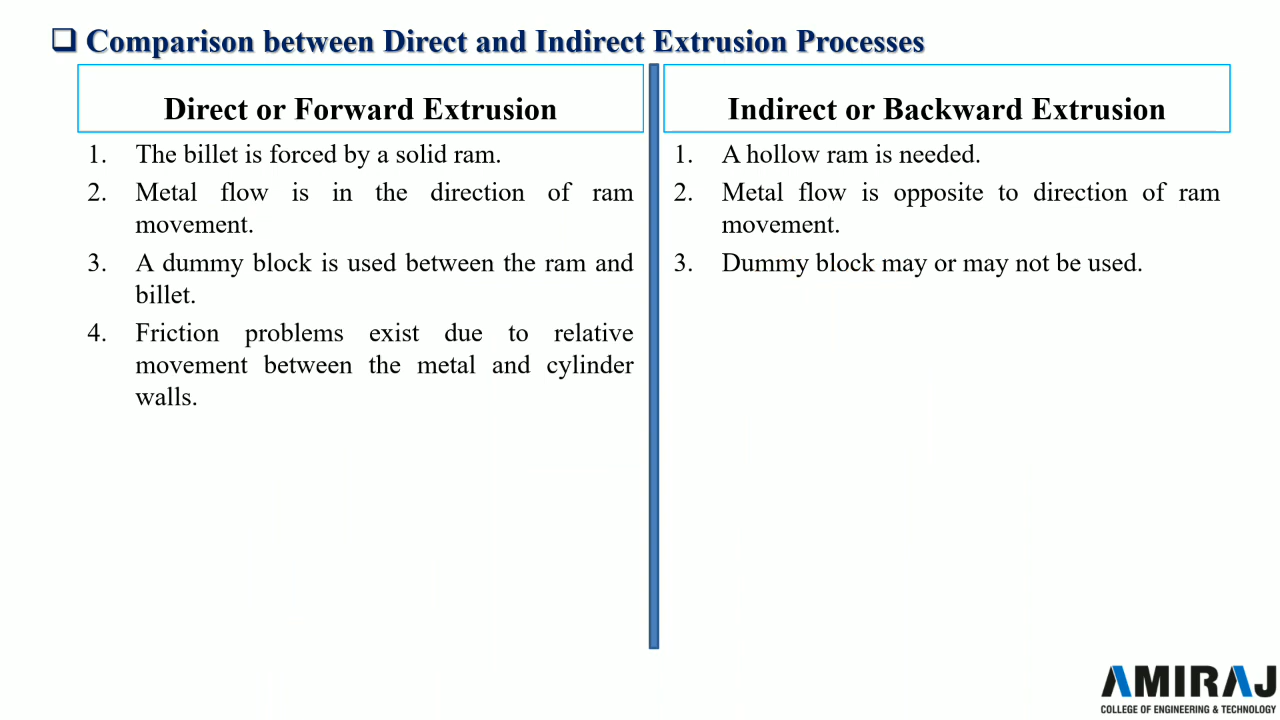 ❑ Comparison between Direct and Indirect Extrusion Processes
Direct or Forward Extrusion
1. The billet is forced by a solid ram.
2. Metal flow is in the direction of ram
movement.
3. A dummy block is used between the ram and
billet.
4. Friction problems exist due to relative
movement between the metal and cylinder
walls.
Indirect or Backward Extrusion
1. A hollow ram is needed.
2. Metal flow is opposite to direction of ram
movement.
3. Dummy block may or may not be used.
AMIRAJ
COLLEGE OF ENGINEERING & TECHNOLOGY